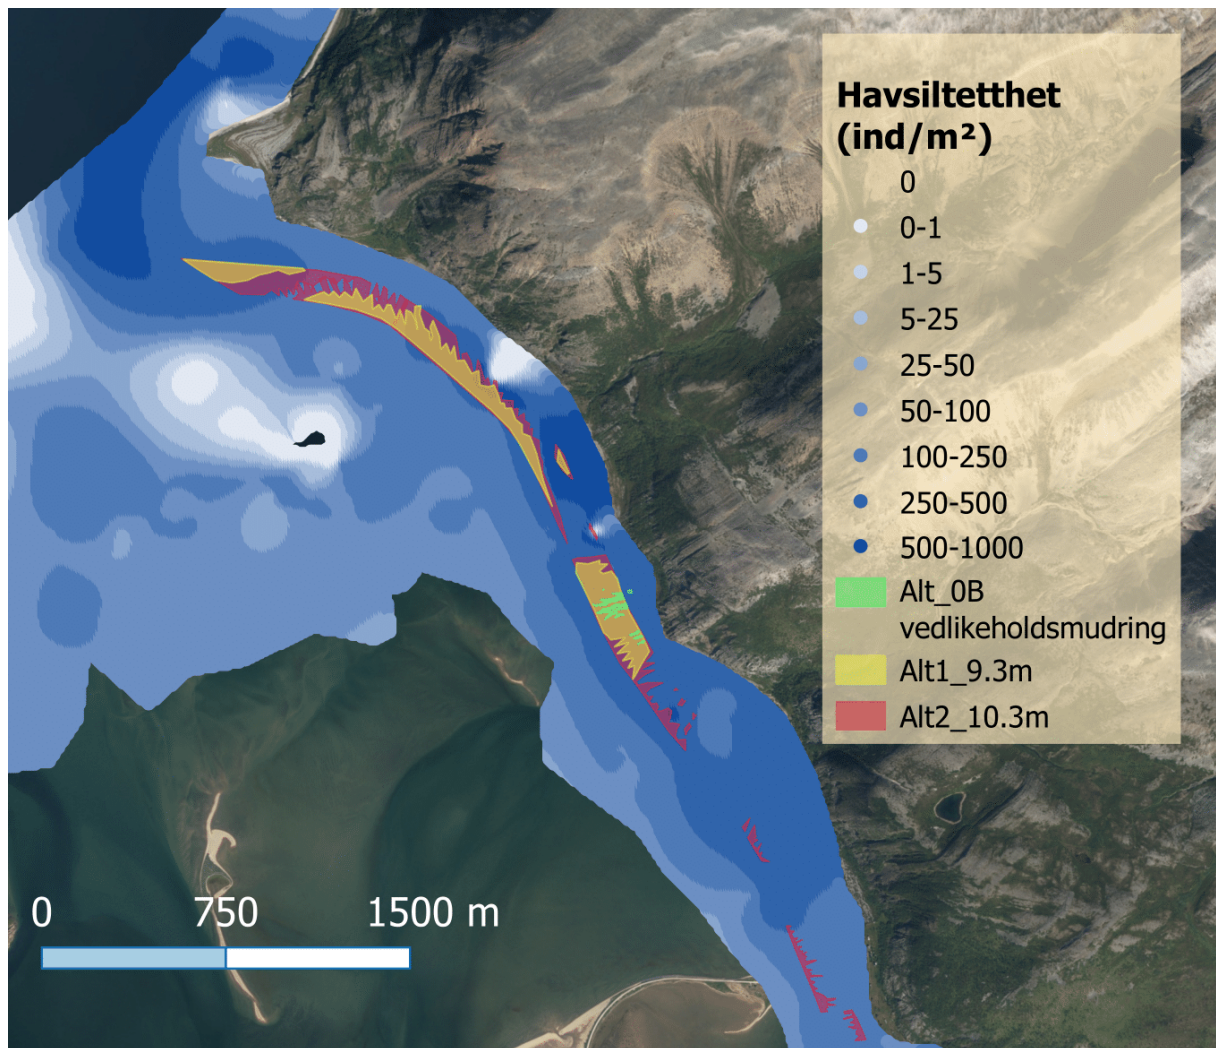 Havsiltetthet
(ind/m²)
0
0-1
1-5
5-25
25-50
50-100
100-250
250-500
500-1000
Alt_0B
vedlikeholdsmudring
Alt1_9.3m
Alt2_10.3m
0 750 1500 m